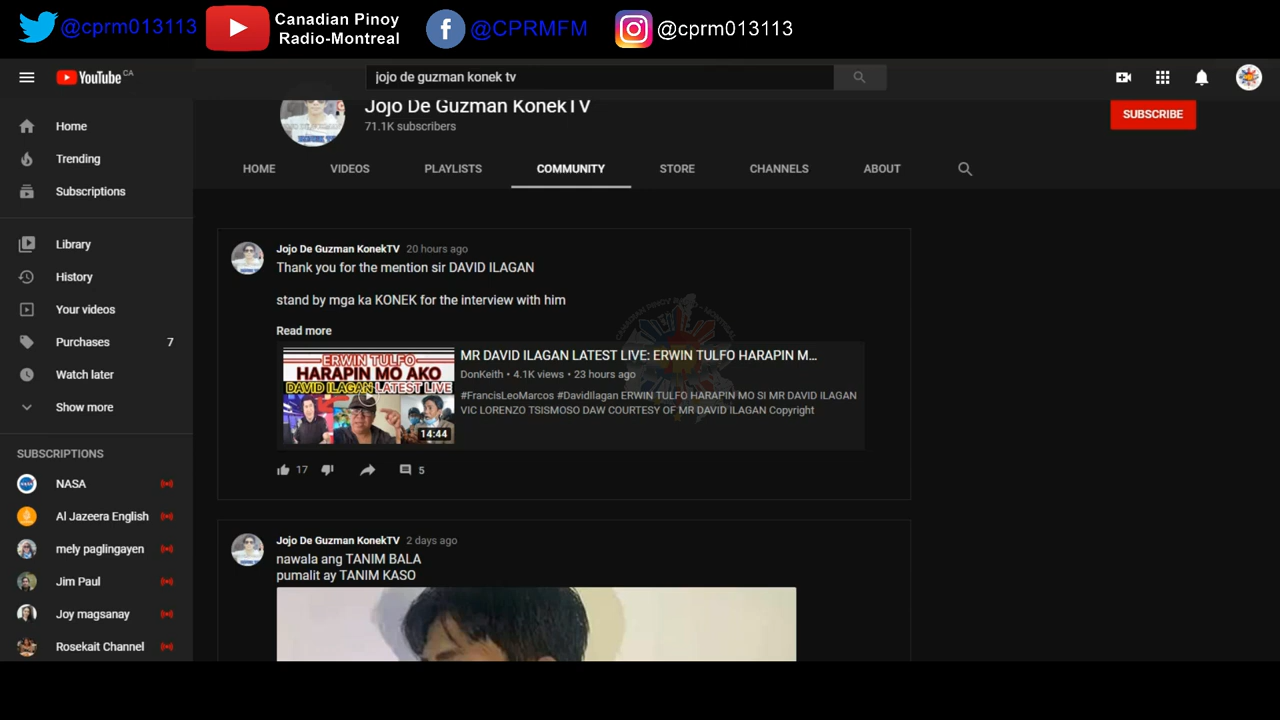 @cprm013113
Canadian Pinoy
Radio-Montreal
@CPRMFM
@cprm013113
YouTube CA
jojo de guzman konek tv
Jojo De Guzman KonekTV
71.1K subscribers
SUBSCRIBE
HOME VIDEOS PLAYLISTS COMMUNITY STORE CHANNELS ABOUT
Home
Trending
Subscriptions
Library
History
Your videos
Purchases 7
Watch later
Show more
SUBSCRIPTIONS
NASA
Al Jazeera English
mely paglingayen
Jim Paul
Joy magsanay
Rosekait Channel
Jojo De Guzman KonekTV 20 hours ago
Thank you for the mention sir DAVID ILAGAN
stand by mga ka KONEK for the interview with him
Read more
ERWIN TULFO
HARAPIN MO AKO
DAVID ILAGAN LATEST LIVE
14:44
MR DAVID ILAGAN LATEST LIVE: ERWIN TULFO HARAPIN M...
DonKeith • 4.1K views • 23 hours ago
#FrancisLeoMarcos #DavidIlagan ERWIN TULFO HARAPIN MO SI MR DAVID ILAGAN
VIC LORENZO TSISMOSO DAW COURTESY OF MR DAVID ILAGAN Copyright
17 5
Jojo De Guzman KonekTV 2 days ago
nawala ang TANIM BALA
pumalit ay TANIM KASO